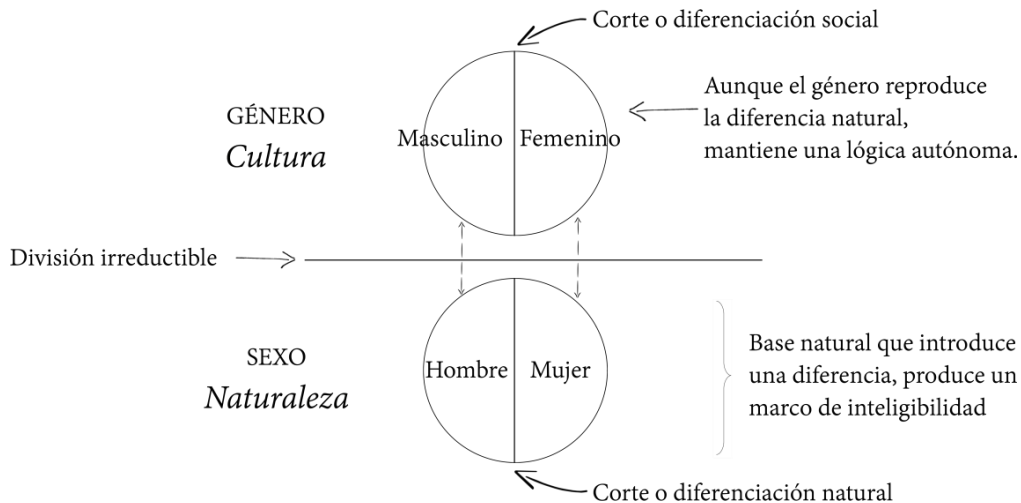 Corte o diferenciación social
Aunque el género reproduce
la diferencia natural,
mantiene una lógica autónoma.
GÉNERO
Cultura
Masculino
Femenino
División irreductible
SEXO
Naturaleza
Hombre
Mujer
Base natural que introduce
una diferencia, produce un
marco de inteligibilidad
Corte o diferenciación natural